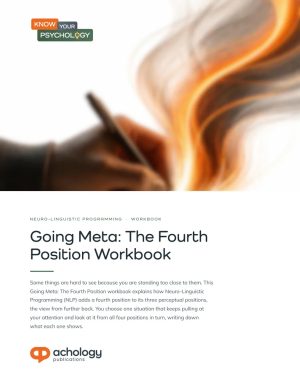 KNOW YOUR
PSYCHOLOGY
NEURO-LINGUISTIC PROGRAMMING · WORKBOOK
Going Meta: The Fourth
Position Workbook
Some things are hard to see because you are standing too close to them. This
Going Meta: The Fourth Position workbook explains how Neuro-Linguistic
Programming (NLP) adds a fourth position to its three perceptual positions,
the view from further back. You choose one situation that keeps pulling at
your attention and look at it from all four positions in turn, writing down
what each one shows.
achology
publications